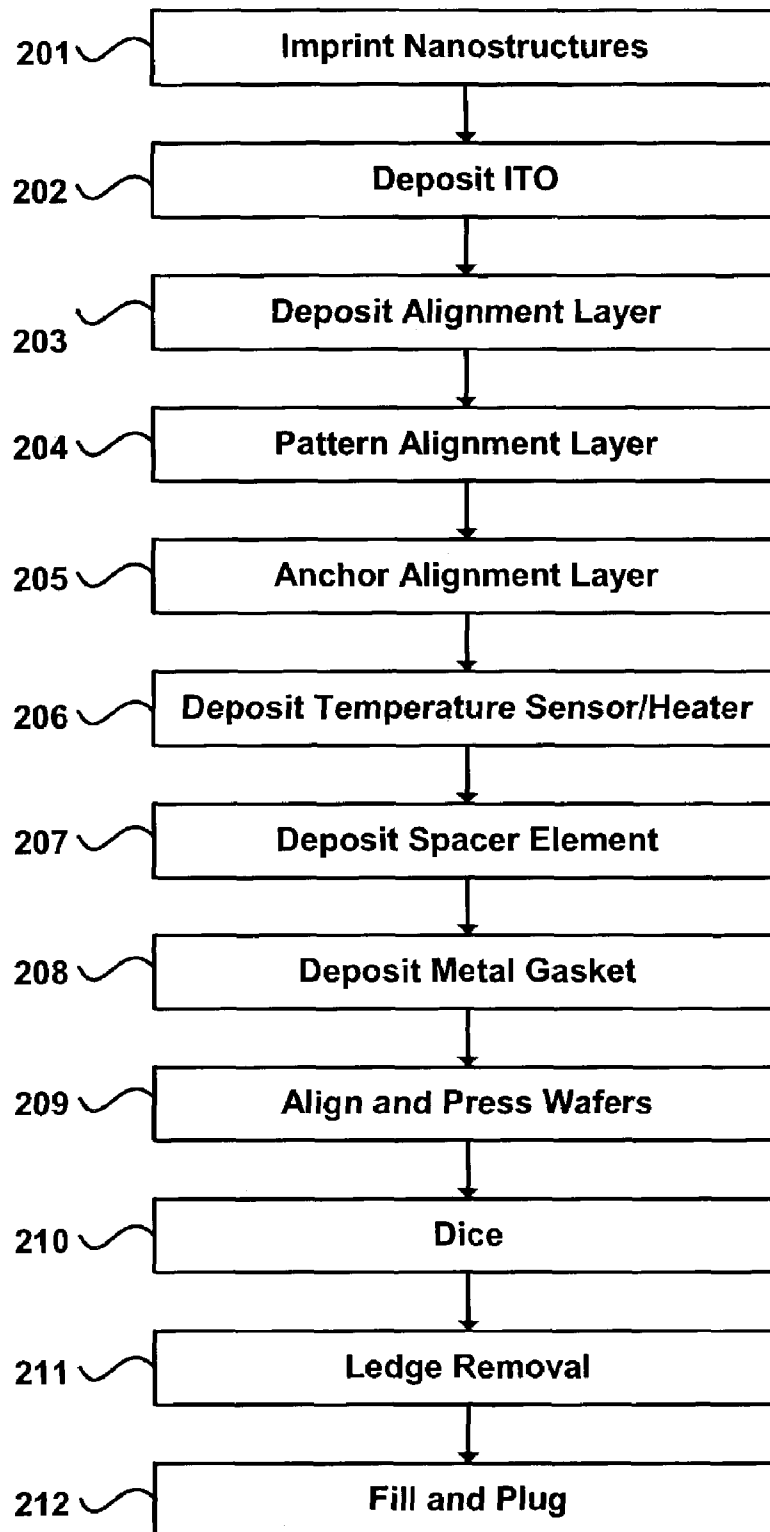 201 Imprint Nanostructures
202 Deposit ITO
203 Deposit Alignment Layer
204 Pattern Alignment Layer
205 Anchor Alignment Layer
206 Deposit Temperature Sensor/Heater
207 Deposit Spacer Element
208 Deposit Metal Gasket
209 Align and Press Wafers
210 Dice
211 Ledge Removal
212 Fill and Plug